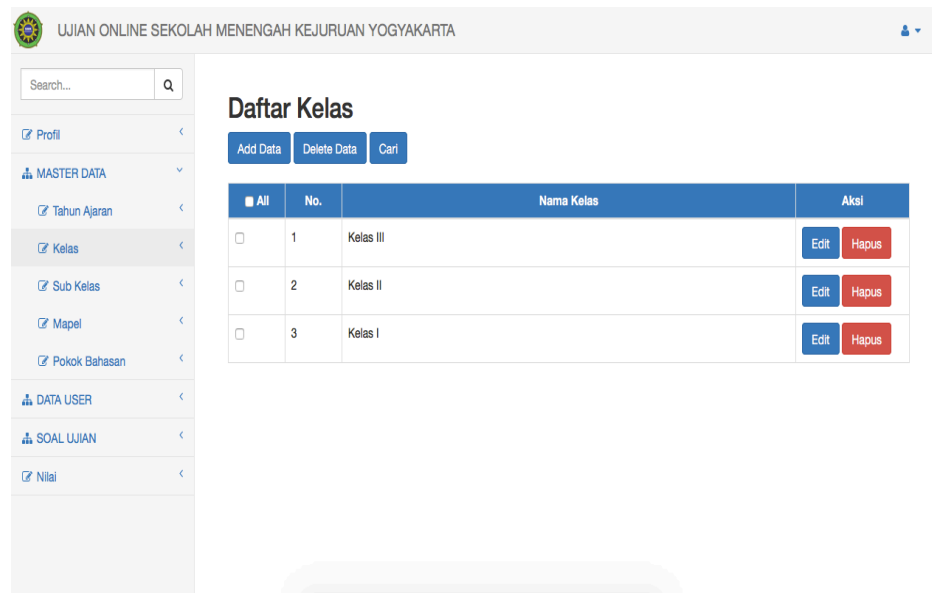 UJIAN ONLINE SEKOLAH MENENGAH KEJURUAN YOGYAKARTA
Search...
Profil
MASTER DATA
Tahun Ajaran
Kelas
Sub Kelas
Mapel
Pokok Bahasan
DATA USER
SOAL UJIAN
Nilai
Daftar Kelas
Add Data Delete Data Cari
All No. Nama Kelas Aksi
1 Kelas III Edit Hapus
2 Kelas II Edit Hapus
3 Kelas I Edit Hapus